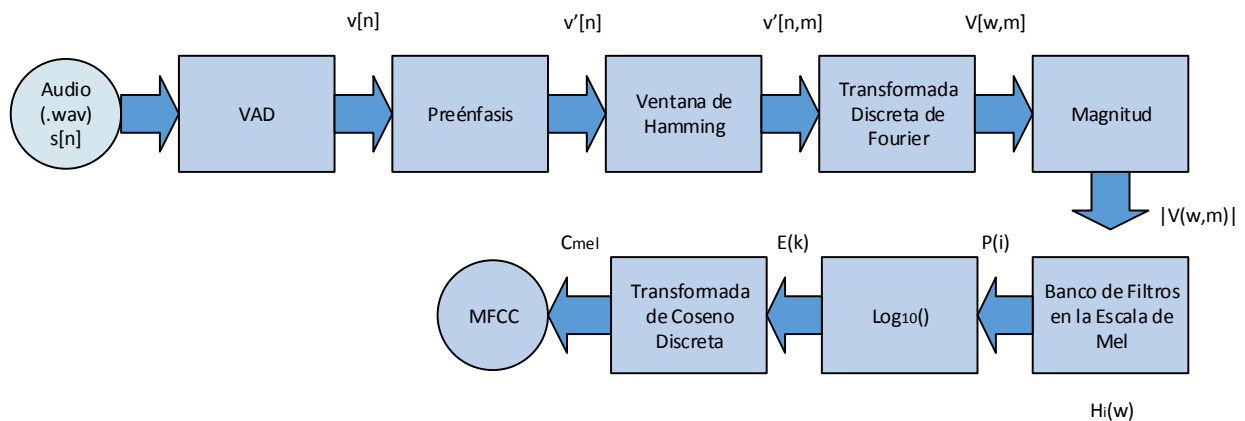 v[n]
v'[n]
v'[n,m]
V[w,m]
Audio
(.wav)
s[n]
VAD
Preénfasis
Ventana de
Hamming
Transformada
Discreta de
Fourier
Magnitud
|V(w,m)|
Cmel
E(k)
P(i)
MFCC
Transformada
de Coseno
Discreta
Log10()
Banco de Filtros
en la Escala de
Mel
Hi(w)